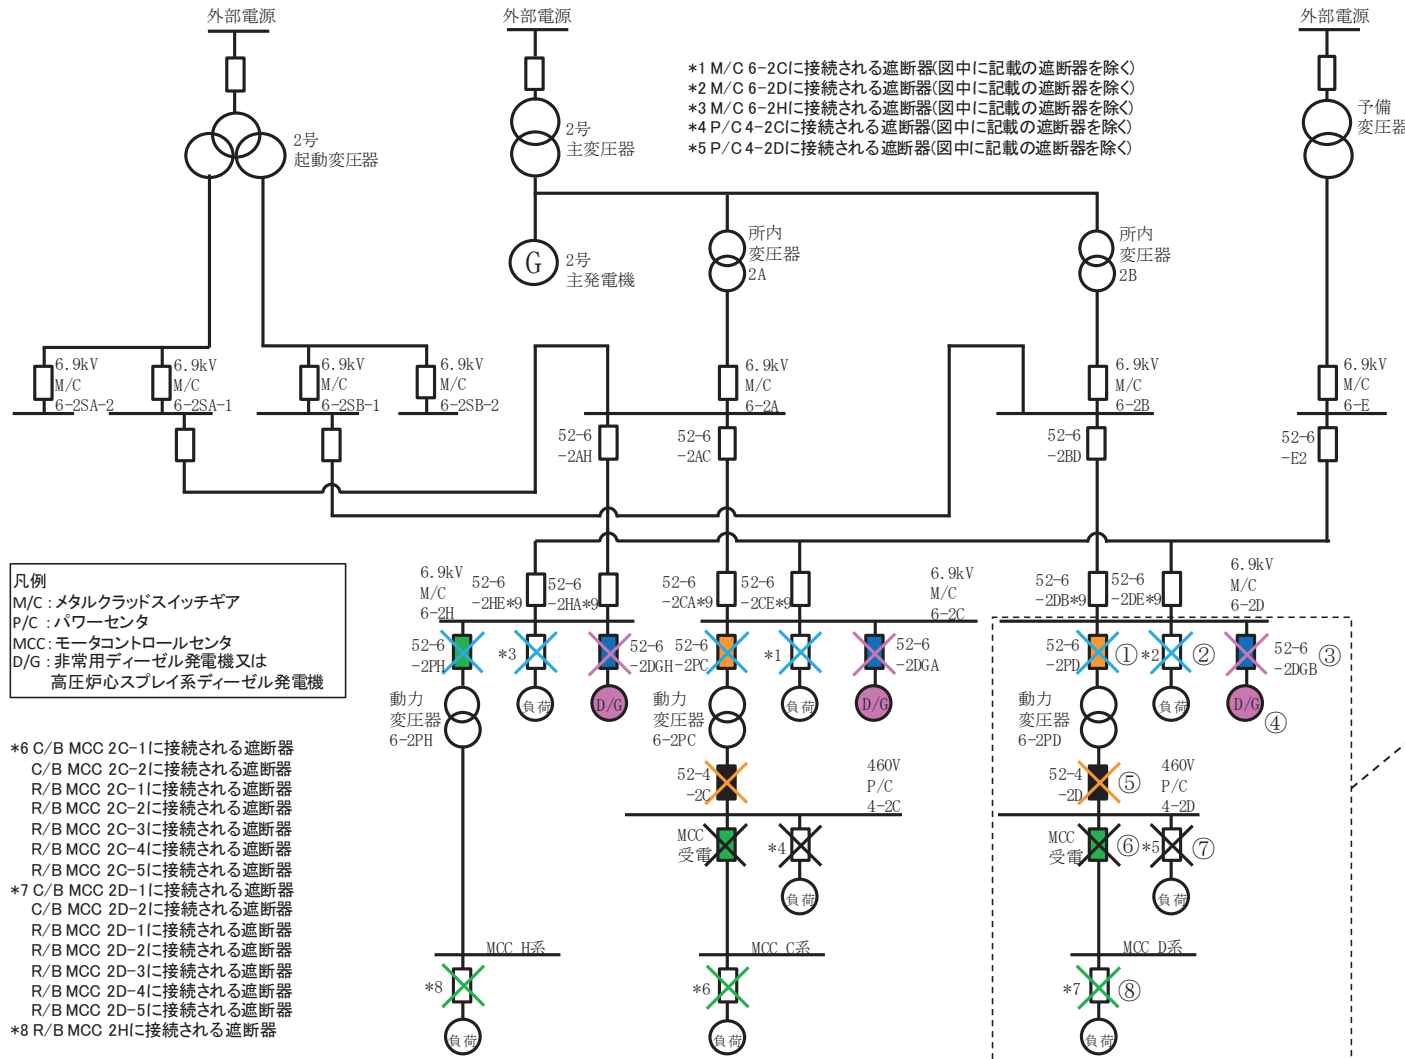 外部電源
外部電源
外部電源
*1 M/C 6-2Cに接続される遮断器(図中に記載の遮断器を除く)
*2 M/C 6-2Dに接続される遮断器(図中に記載の遮断器を除く)
*3 M/C 6-2Hに接続される遮断器(図中に記載の遮断器を除く)
*4 P/C 4-2Cに接続される遮断器(図中に記載の遮断器を除く)
*5 P/C 4-2Dに接続される遮断器(図中に記載の遮断器を除く)
2号
起動変圧器
2号
主変圧器
予備
変圧器
G
2号
主発電機
所内
変圧器
2A
所内
変圧器
2B
6.9kV
M/C
6-2SA-2
6.9kV
M/C
6-2SA-1
6.9kV
M/C
6-2SB-1
6.9kV
M/C
6-2SB-2
6.9kV
M/C
6-2A
6.9kV
M/C
6-2B
6.9kV
M/C
6-E
52-6
-2AH
52-6
-2AC
52-6
-2BD
52-6
-E2
凡例
M/C : メタルクラッドスイッチギア
P/C : パワーセンタ
MCC : モータコントロールセンタ
D/G : 非常用ディーゼル発電機又は
高圧炉心スプレイ系ディーゼル発電機
6.9kV
M/C
6-2H
52-6
-2HE*9
52-6
-2HA*9
52-6
-2CA*9
52-6
-2CE*9
6.9kV
M/C
6-2C
52-6
-2DB*9
52-6
-2DE*9
6.9kV
M/C
6-2D
52-6
-2PH
*3
52-6
-2DGH
52-6
-2PC
*1
52-6
-2DGA
52-6
-2PD
①
*2
②
52-6
-2DGB
③
動力
変圧器
6-2PH
負荷
D/G
動力
変圧器
6-2PC
負荷
D/G
動力
変圧器
6-2PD
負荷
D/G
④
52-4
-2C
460V
P/C
4-2C
52-4
-2D
⑤
460V
P/C
4-2D
MCC
受電
*4
負荷
MCC
受電
⑥
*5
⑦
負荷
*6 C/B MCC 2C-1に接続される遮断器
C/B MCC 2C-2に接続される遮断器
R/B MCC 2C-1に接続される遮断器
R/B MCC 2C-2に接続される遮断器
R/B MCC 2C-3に接続される遮断器
R/B MCC 2C-4に接続される遮断器
R/B MCC 2C-5に接続される遮断器
*7 C/B MCC 2D-1に接続される遮断器
C/B MCC 2D-2に接続される遮断器
R/B MCC 2D-1に接続される遮断器
R/B MCC 2D-2に接続される遮断器
R/B MCC 2D-3に接続される遮断器
R/B MCC 2D-4に接続される遮断器
R/B MCC 2D-5に接続される遮断器
*8 R/B MCC 2Hに接続される遮断器
MCC H系
MCC C系
MCC D系
*8
*6
*7
⑧
負荷
負荷
負荷